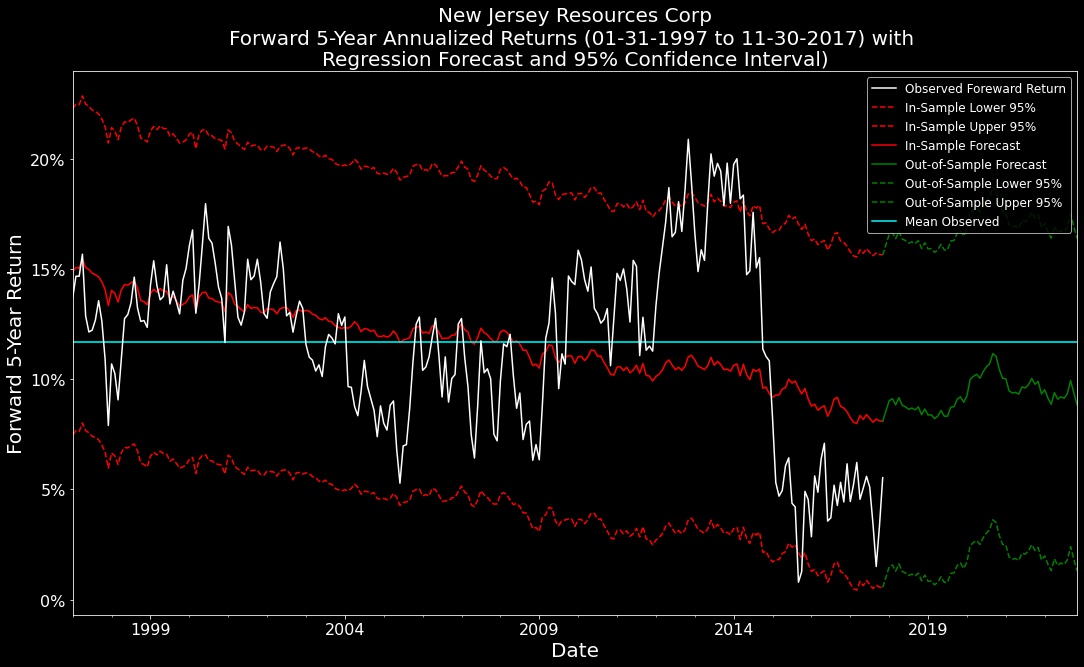 New Jersey Resources Corp
Forward 5-Year Annualized Returns (01-31-1997 to 11-30-2017) with
Regression Forecast and 95% Confidence Interval)
Observed Foreward Return
In-Sample Lower 95%
In-Sample Upper 95%
In-Sample Forecast
Out-of-Sample Forecast
Out-of-Sample Lower 95%
Out-of-Sample Upper 95%
Mean Observed
Forward 5-Year Return
20%
15%
10%
5%
0%
1999
2004
2009
2014
2019
Date